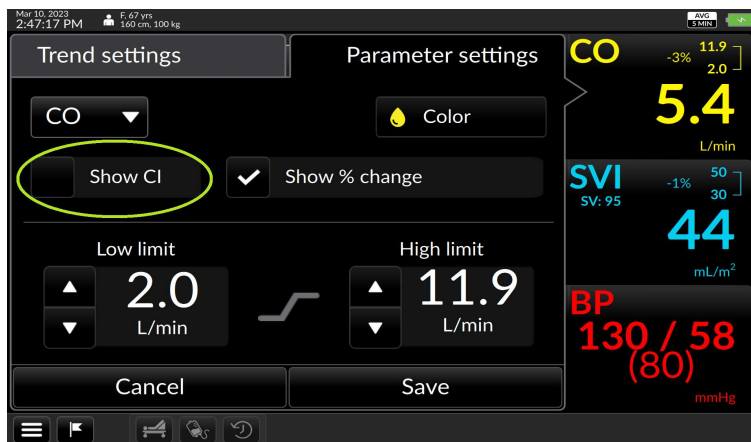 Mar 10, 2023
2:47:17 PM
F, 67 yrs
160 cm, 100 kg
AVG
5 MIN
Trend settings
Parameter settings
CO
Color
Show CI
Show % change
Low limit
High limit
2.0
L/min
11.9
L/min
Cancel
Save
CO
-3%
11.9
2.0
5.4
L/min
SVI
SV: 95
-1%
50
30
44
mL/m²
BP
130 / 58
(80)
mmHg